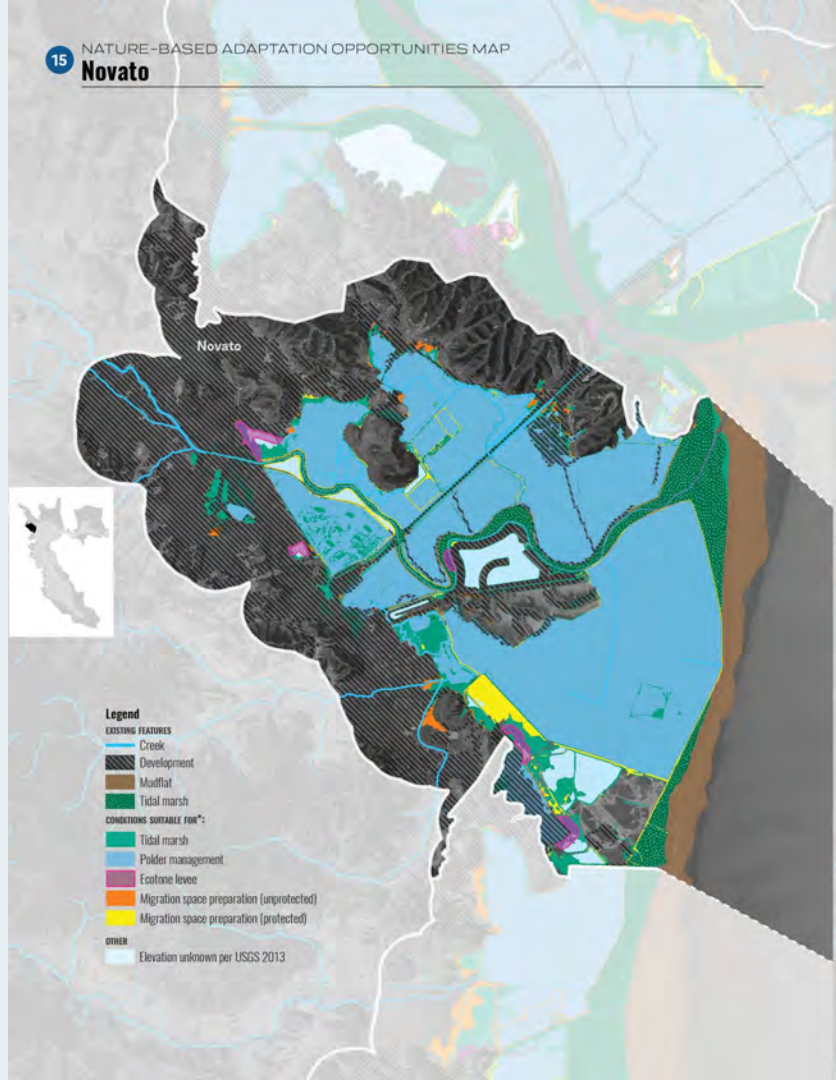 15
NATURE-BASED ADAPTATION OPPORTUNITIES MAP
Novato
Novato
Legend
EXISTING FEATURES
Creek
Development
Mudflat
Tidal marsh
CONDITIONS SUITABLE FOR*:
Tidal marsh
Polder management
Ecotone levee
Migration space preparation (unprotected)
Migration space preparation (protected)
OTHER
Elevation unknown per USGS 2013